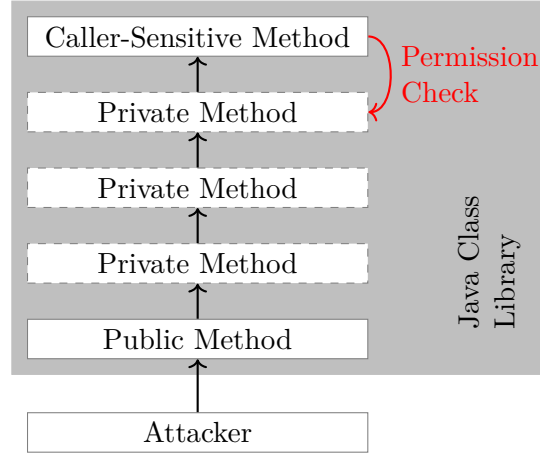 Caller-Sensitive Method
Permission
Check
Private Method
Private Method
Private Method
Public Method
Java Class
Library
Attacker